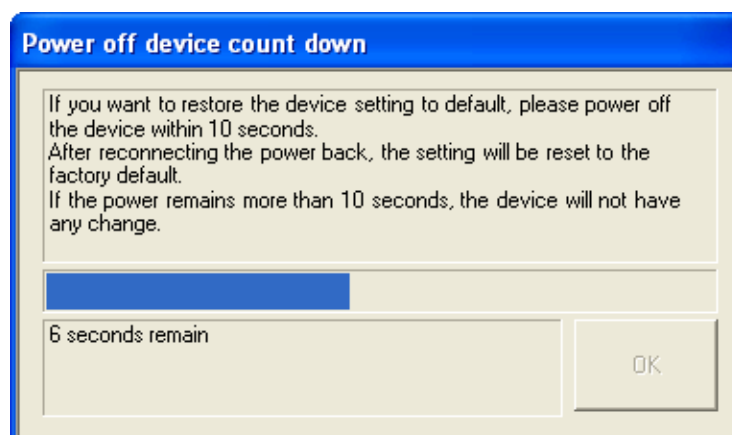 Power off device count down
If you want to restore the device setting to default, please power off
the device within 10 seconds.
After reconnecting the power back, the setting will be reset to the
factory default.
If the power remains more than 10 seconds, the device will not have
any change.
6 seconds remain
OK